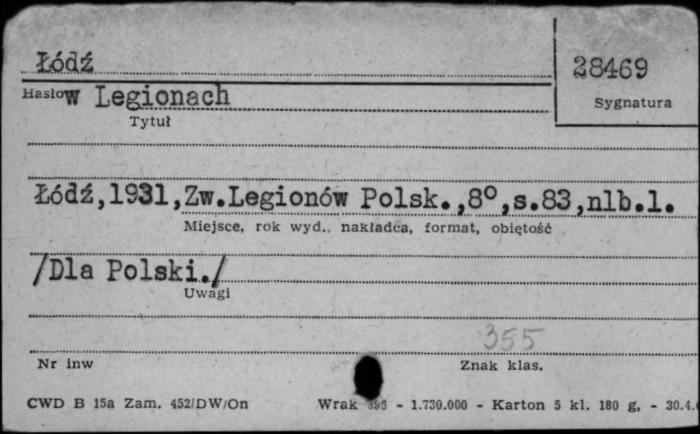 Łódź
28469
Hasło w Legionach
Sygnatura
Tytuł
Łódź,1931,Zw.Legionów Polsk.,8°,s.83,nlb.1.
Miejsce, rok wyd., nakładca, format, objętość
/Dla Polski./
Uwagi
355
Nr inw
Znak klas.
CWD B 15a Zam. 452/DW/On Wrak - 1.730.000 - Karton 5 kl. 180 g. - 30.4.